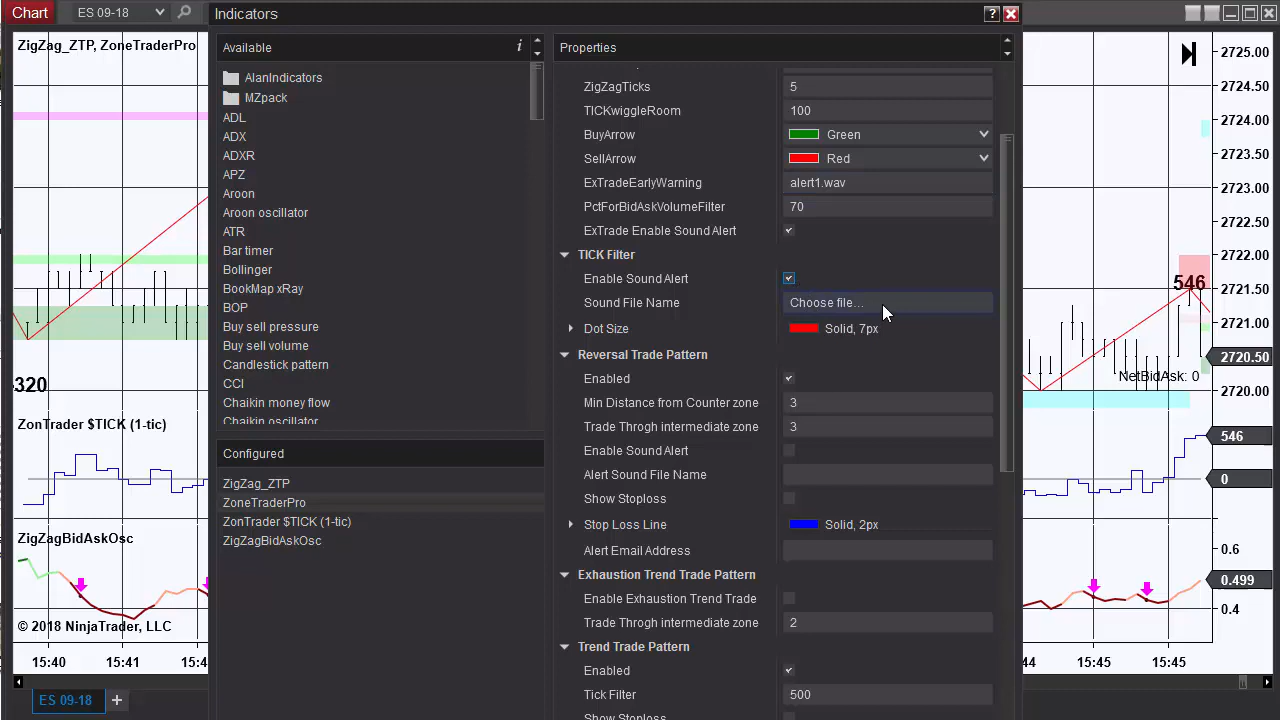 Chart
ES 09-18
Indicators
?
ZigZag_ZTP, ZoneTraderPro
-320
ZonTrader $TICK (1-tic)
ZigZagBidAskOsc
© 2018 NinjaTrader, LLC
15:40
15:41
15:4
ES 09-18
+
Available
i
AlanIndicators
MZpack
ADL
ADX
ADXR
APZ
Aroon
Aroon oscillator
ATR
Bar timer
Bollinger
BookMap xRay
BOP
Buy sell pressure
Buy sell volume
Candlestick pattern
CCI
Chaikin money flow
Chaikin oscillator
Configured
ZigZag_ZTP
ZoneTraderPro
ZonTrader $TICK (1-tic)
ZigZagBidAskOsc
Properties
ZigZagTicks 5
TICKwiggleRoom 100
BuyArrow Green
SellArrow Red
ExTradeEarlyWarning alert1.wav
PctForBidAskVolumeFilter 70
ExTrade Enable Sound Alert
TICK Filter
Enable Sound Alert
Sound File Name Choose file...
Dot Size Solid, 7px
Reversal Trade Pattern
Enabled
Min Distance from Counter zone 3
Trade Throgh intermediate zone 3
Enable Sound Alert
Alert Sound File Name
Show Stoploss
Stop Loss Line Solid, 2px
Alert Email Address
Exhaustion Trend Trade Pattern
Enable Exhaustion Trend Trade
Trade Throgh intermediate zone 2
Trend Trade Pattern
Enabled
Tick Filter 500
Show Stoploss
546
NetBidAsk: 0
44
15:45
15:45
2725.00
2724.50
2724.00
2723.50
2723.00
2722.50
2722.00
2721.50
2721.00
2720.50
2720.00
546
0
0.6
0.499
0.4